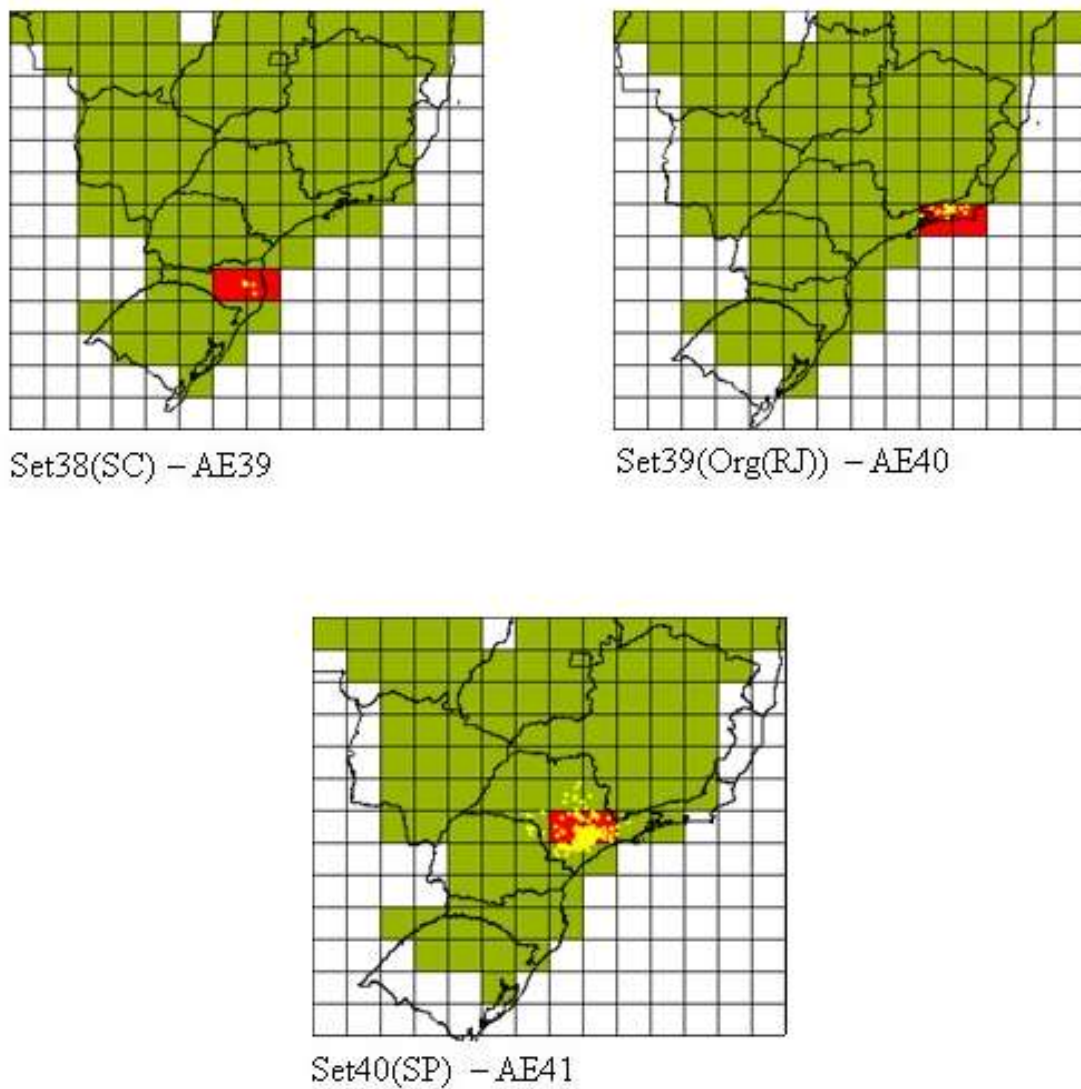 Set38(SC) – AE39
Set39(Org(RJ)) – AE40
Set40(SP) – AE41